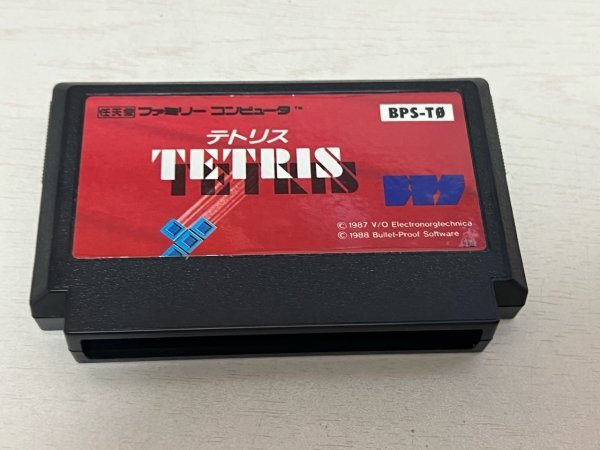 任天堂 ファミリーコンピュータ™
BPS-TØ
テトリス
TETRIS
BPS
© 1987 V/O Electronorgtechnica
© 1988 Bullet-Proof Software